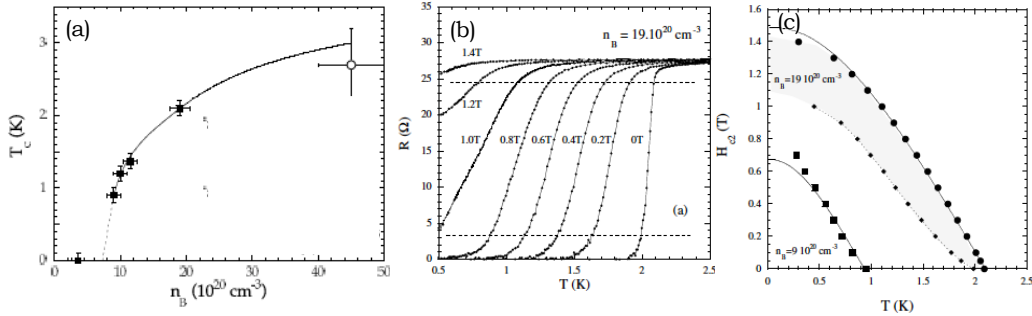 (a)
T_c (K)
3
2
1
0
0
10
20
30
40
50
n_B (10^20 cm^-3)
(b)
n_B = 19.10^20 cm^-3
R (Ω)
35
30
25
20
15
10
5
0
1.4T
1.2T
1.0T
0.8T
0.6T
0.4T
0.2T
0T
(a)
0.5
1
1.5
2
2.5
T (K)
(c)
H_c2 (T)
1.6
1.4
1.2
1
0.8
0.6
0.4
0.2
0
n_B=19 10^20 cm^-3
n_B=9 10^20 cm^-3
0
0.5
1
1.5
2
2.5
T (K)